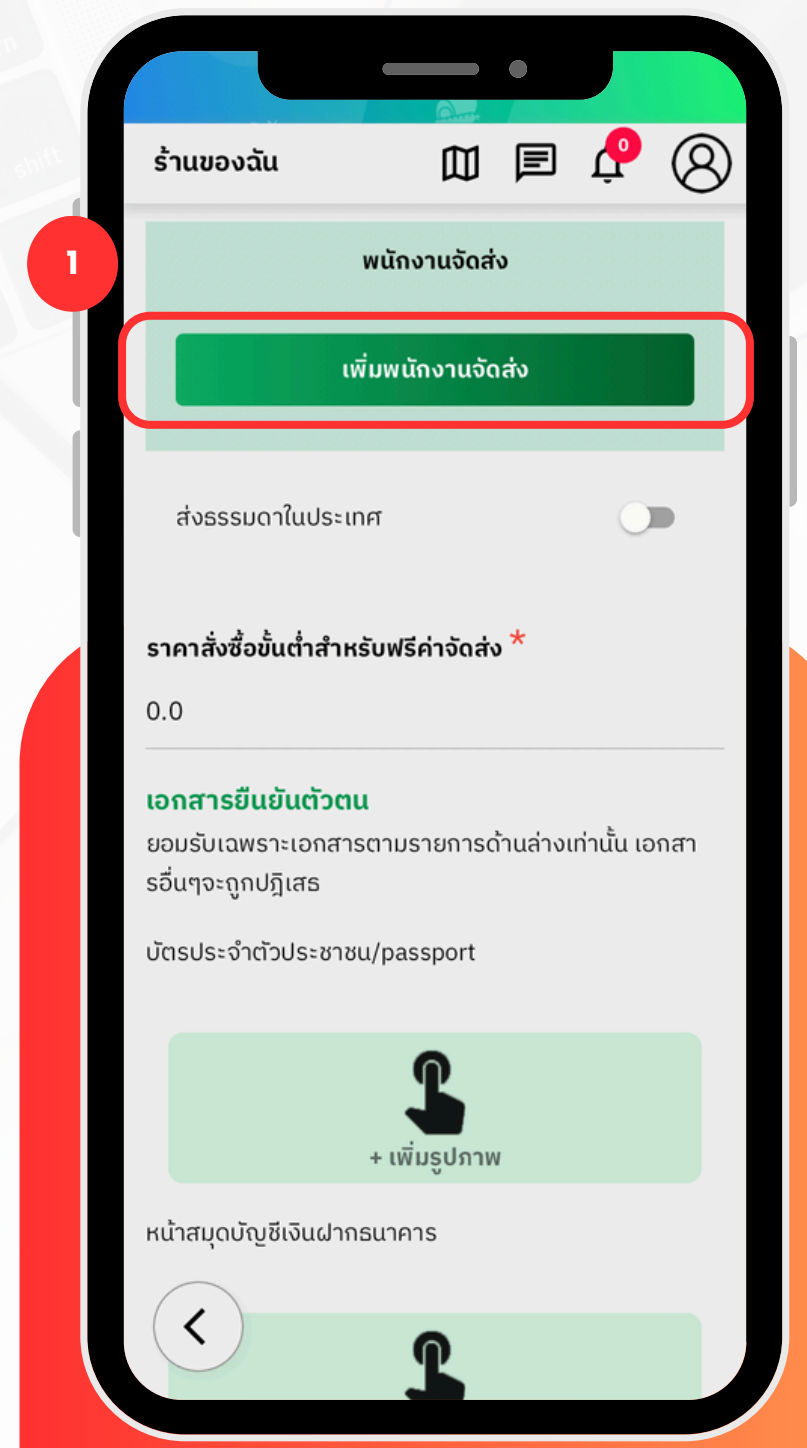 ร้านของฉัน
0
1
พนักงานจัดส่ง
เพิ่มพนักงานจัดส่ง
ส่งธรรมดาในประเทศ
ราคาสั่งซื้อขั้นต่ำสำหรับฟรีค่าจัดส่ง *
0.0
เอกสารยืนยันตัวตน
ยอมรับเฉพราะเอกสารตามรายการด้านล่างเท่านั้น เอกสา
รอื่นๆจะถูกปฎิเสธ
บัตรประจำตัวประชาชน/passport
+ เพิ่มรูปภาพ
หน้าสมุดบัญชีเงินฝากธนาคาร
shift